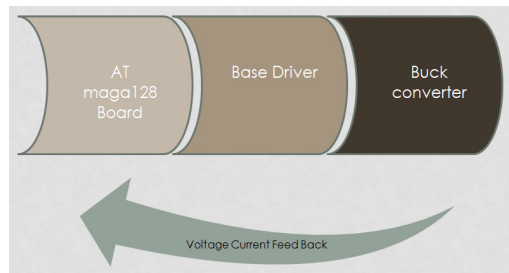 AT
maga128
Board
Base Driver
Buck
converter
Voltage Current Feed Back